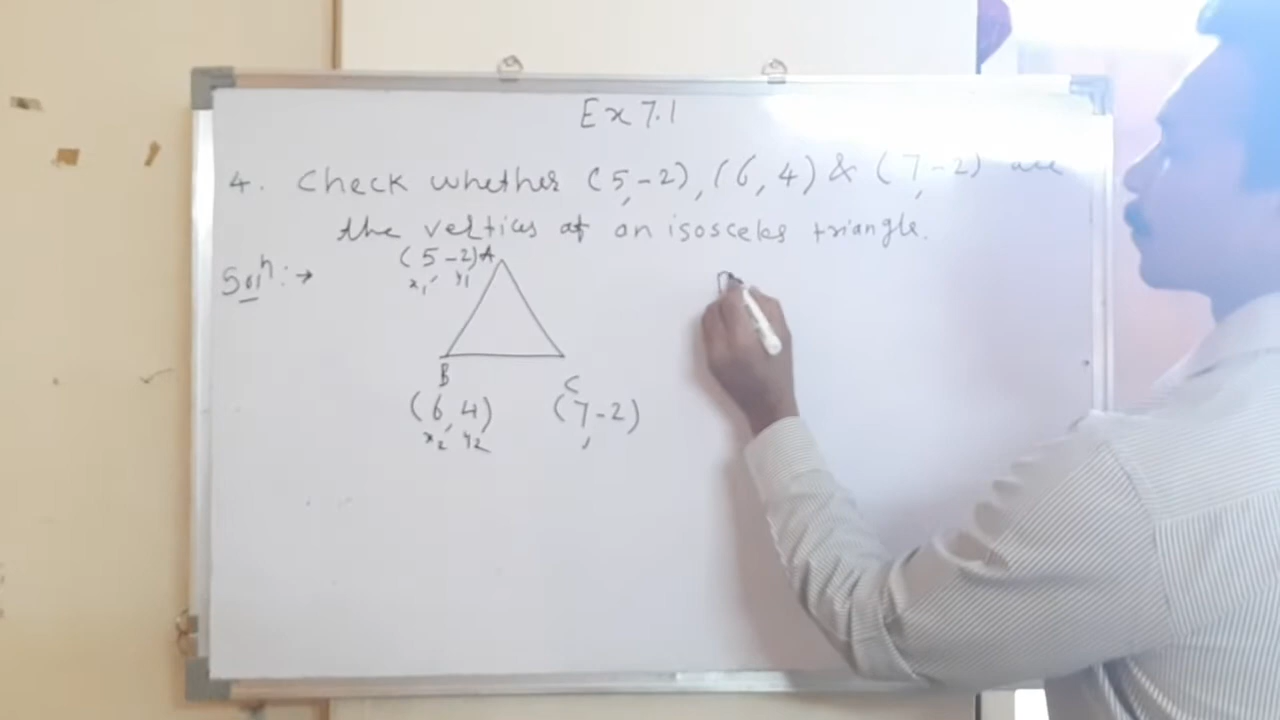 Ex 7.1
4. Check whether (5,-2), (6, 4) & (7,-2) are
the vertices of an isosceles triangle.
Solⁿ :→
(5,-2) A
x₁ y₁
B
C
(6, 4) (7,-2)
x₂ y₂